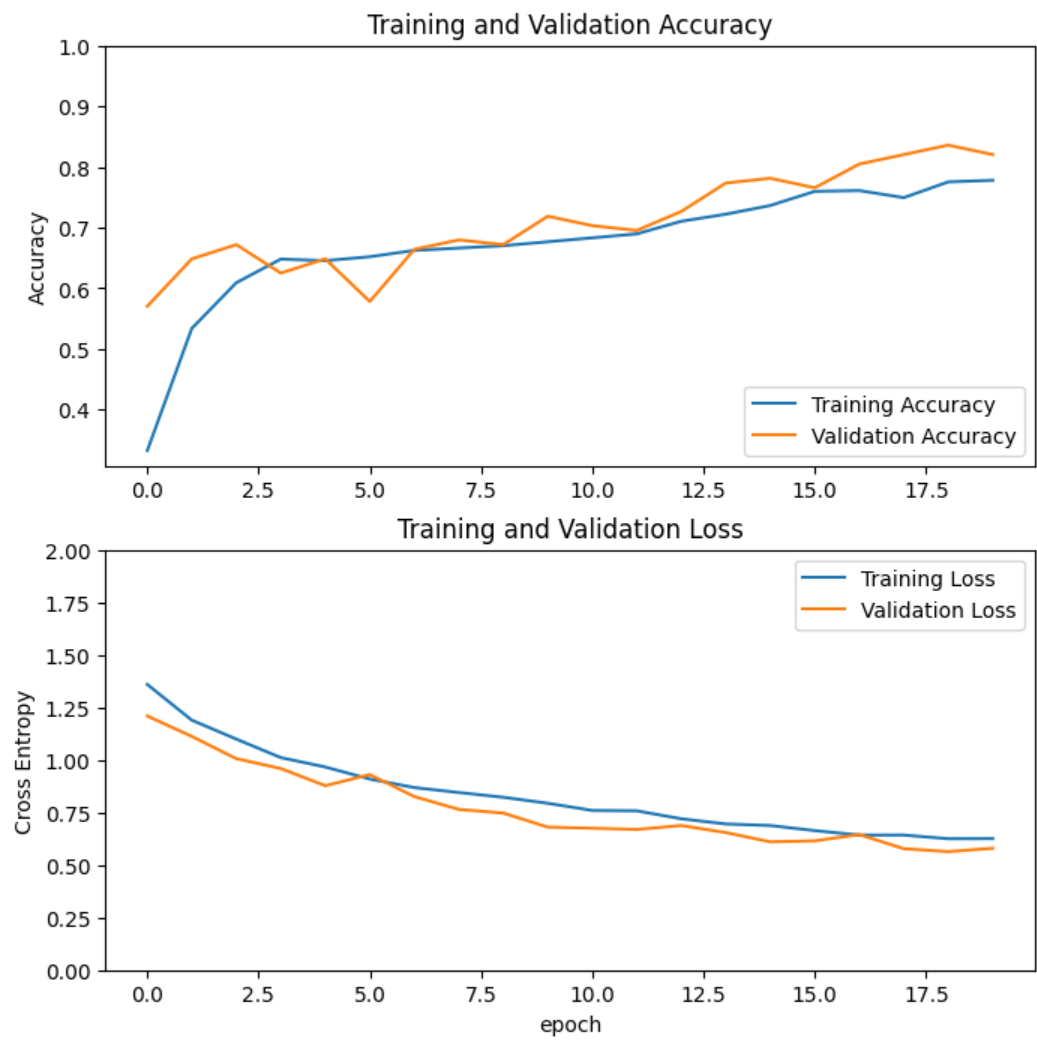 Training and Validation Accuracy
1.0
0.9
0.8
0.7
0.6
0.5
0.4
Accuracy
Training Accuracy
Validation Accuracy
0.0 2.5 5.0 7.5 10.0 12.5 15.0 17.5
Training and Validation Loss
2.00
1.75
1.50
1.25
1.00
0.75
0.50
0.25
0.00
Cross Entropy
Training Loss
Validation Loss
0.0 2.5 5.0 7.5 10.0 12.5 15.0 17.5
epoch